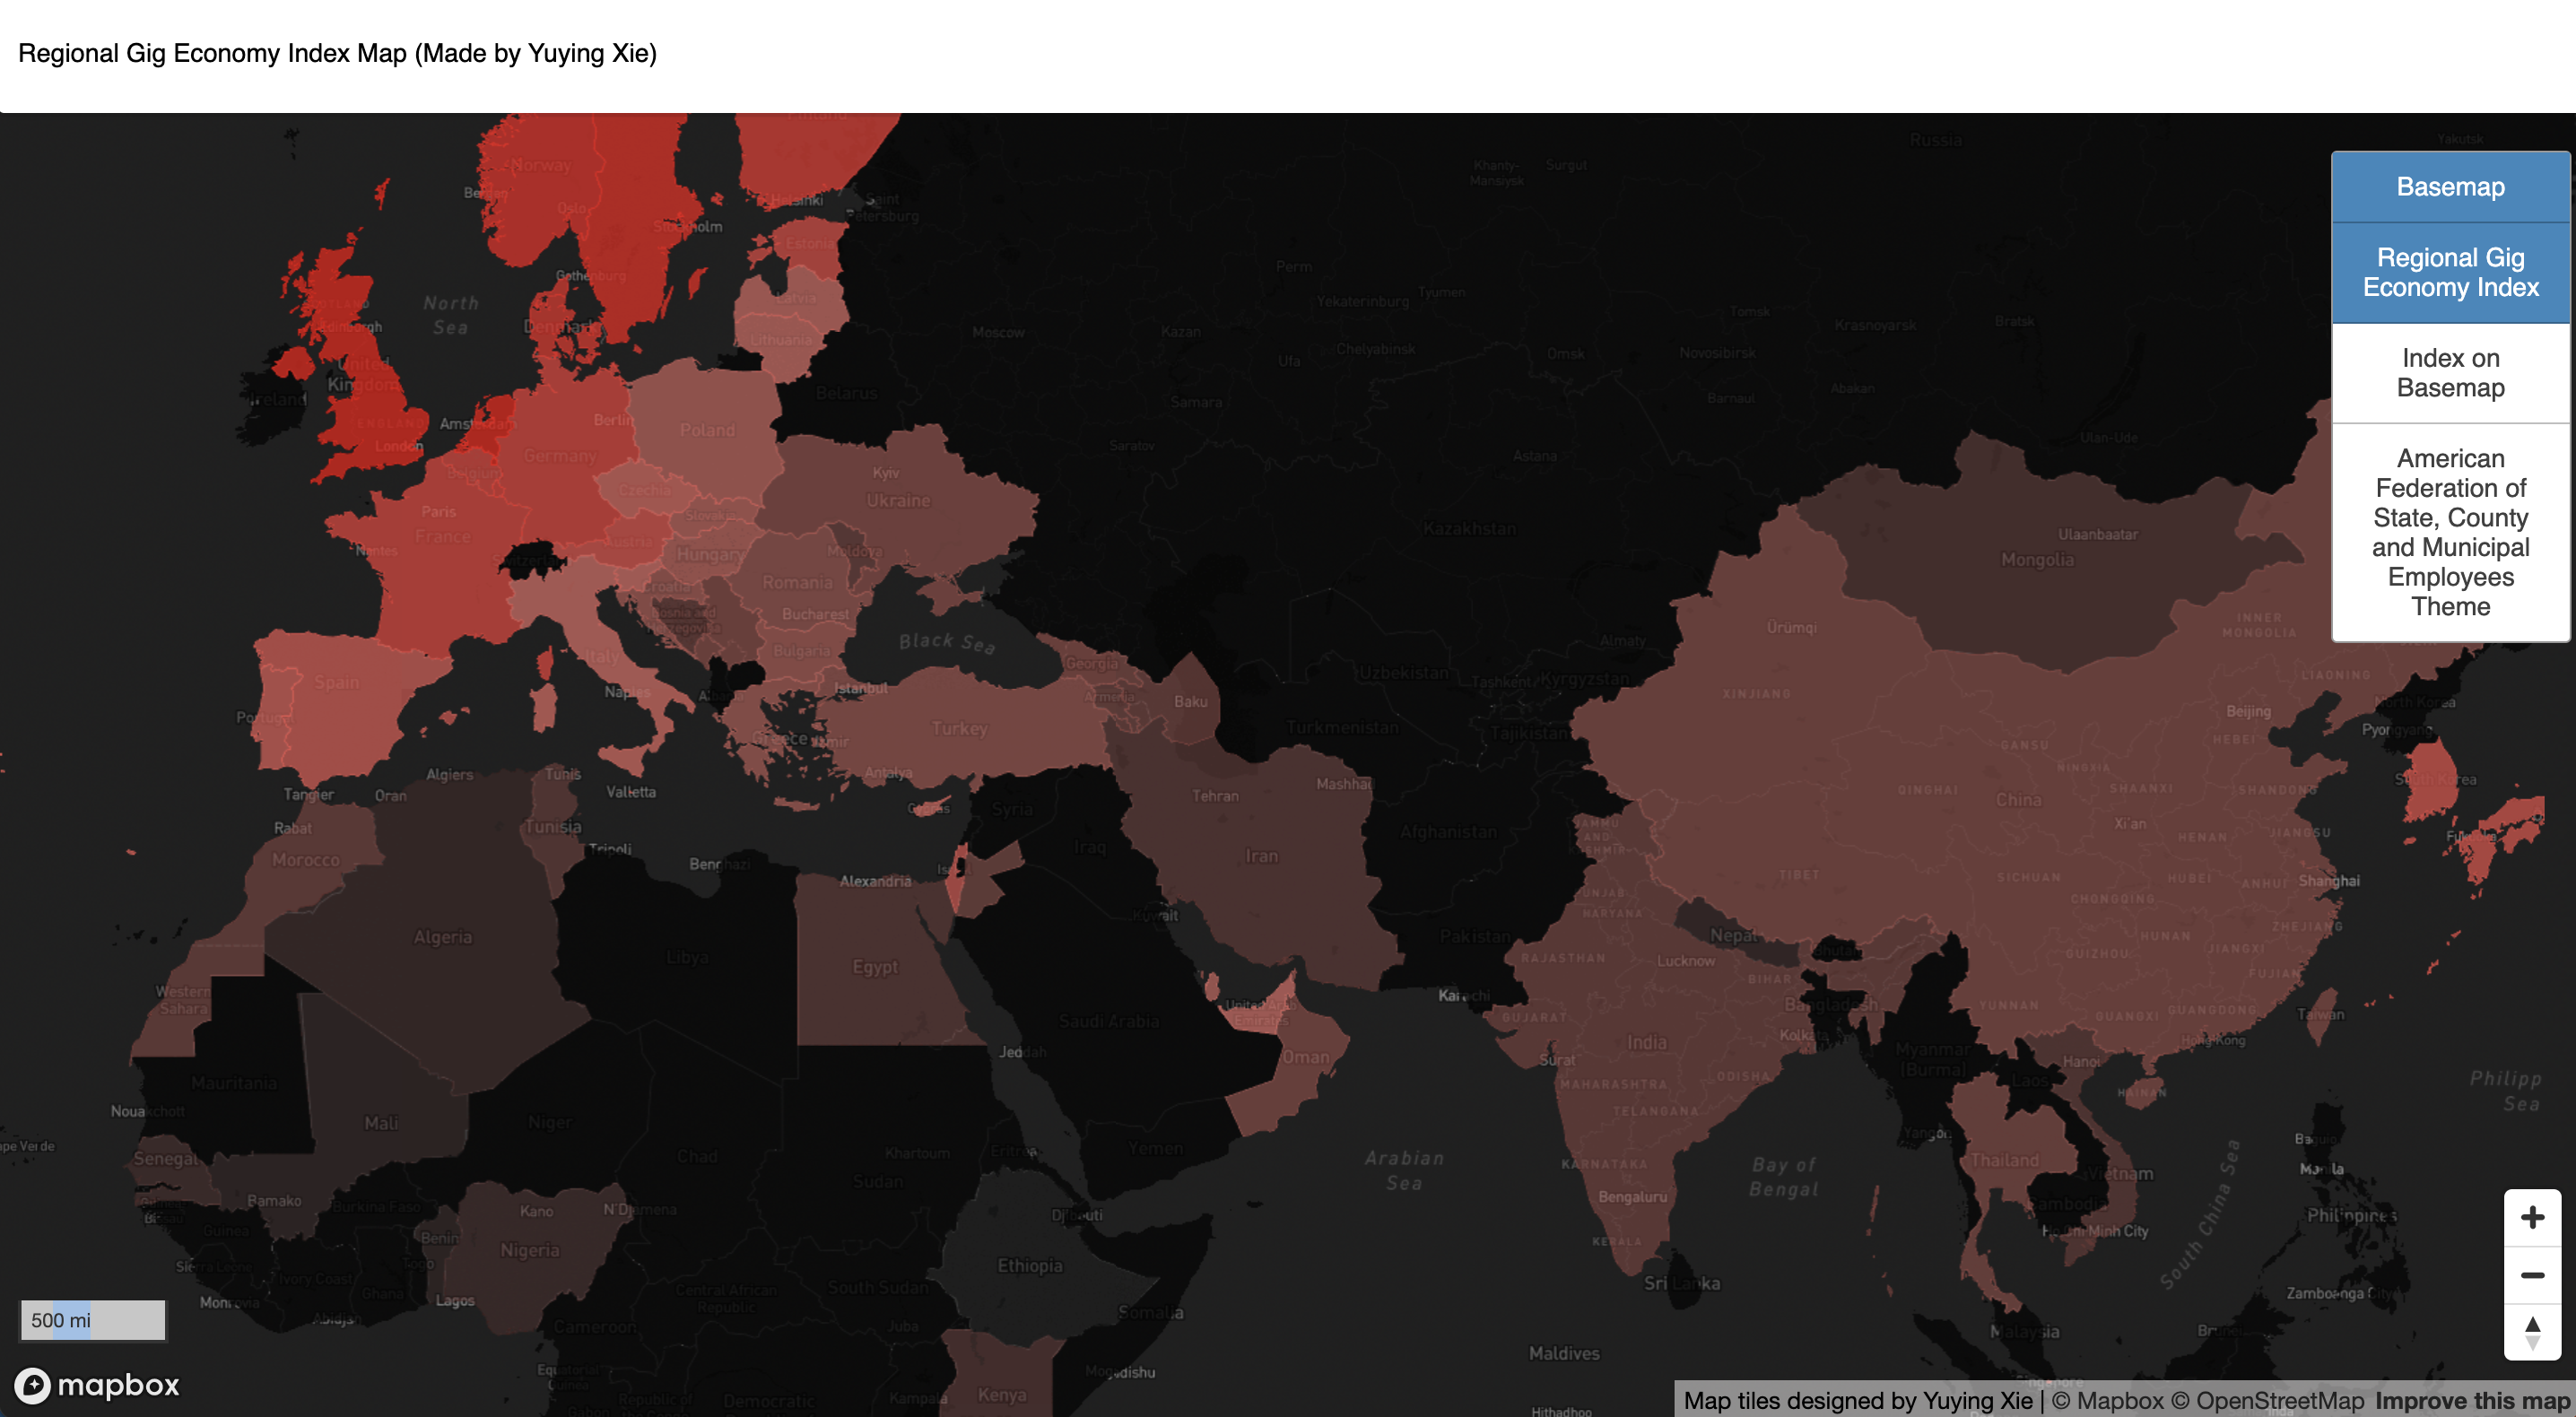 Regional Gig Economy Index Map (Made by Yuying Xie)
Finland
Russia
Yakutsk
Norway
Khanty-
Mansiysk
Surgut
Bergen
Oslo
Helsinki
Saint
Petersburg
Stockholm
Estonia
Perm
Gothenburg
Yekaterinburg
Tyumen
North
Sea
Latvia
Edinburgh
Denmark
Moscow
Kazan
Tomsk
Krasnoyarsk
Bratsk
Lithuania
Chelyabinsk
Ufa
Omsk
Novosibirsk
United
Kingdom
Belarus
Abakan
Ireland
Samara
Barnaul
ENGLAND
Amsterdam
Berlin
Poland
London
Saratov
Ulan-Ude
Germany
Astana
Belgium
Kyiv
Czechia
Ukraine
Paris
Slovakia
France
Kazakhstan
Ulaanbaatar
Nantes
Austria
Hungary
Moldova
Mongolia
Switzerland
Romania
Croatia
Bosnia and
Herzegovina
Bucharest
INNER
MONGOLIA
Ürümqi
Black Sea
Almaty
Italy
Bulgaria
Georgia
Uzbekistan
Tashkent
Kyrgyzstan
LIAONING
Spain
Naples
Istanbul
Armenia
Baku
XINJIANG
North Korea
Portugal
Beijing
Greece
Izmir
Turkey
Turkmenistan
Tajikistan
Pyongyang
HEBEI
GANSU
NINGXIA
Algiers
Tunis
Antalya
Mashhad
South Korea
Tangier
Oran
Valletta
Cyprus
Syria
Tehran
QINGHAI
China
SHAANXI
SHANDONG
Rabat
Tunisia
JAMMU
AND
KASHMIR
Xi'an
HENAN
JIANGSU
Afghanistan
Morocco
Tripoli
Benghazi
Iraq
Iran
Israel
Alexandria
TIBET
SICHUAN
HUBEI
ANHUI
Shanghai
PUNJAB
HARYANA
CHONGQING
Kuwait
Algeria
Libya
Egypt
Pakistan
Nepal
Bhutan
HUNAN
JIANGXI
ZHEJIANG
RAJASTHAN
Lucknow
GUIZHOU
BIHAR
FUJIAN
Western
Sahara
Karachi
United Arab
Emirates
Bangladesh
YUNNAN
Saudi Arabia
GUJARAT
GUANGXI
GUANGDONG
Taiwan
India
Kolkata
Hong Kong
Jeddah
Oman
Surat
Myanmar
(Burma)
Hanoi
Mauritania
MAHARASHTRA
ODISHA
Laos
HAINAN
Philipp
Sea
Nouakchott
Mali
Niger
TELANGANA
Yangon
Cape Verde
Chad
Khartoum
Eritrea
Yemen
Arabian
Sea
Bay of
Bengal
Baguio
Senegal
Sudan
KARNATAKA
Thailand
Vietnam
Manila
Bamako
Burkina Faso
Kano
N'Djamena
Bengaluru
Cambodia
South China Sea
Djibouti
Guinea
Benin
Nigeria
KERALA
Ho Chi Minh City
Philippines
Sierra Leone
Togo
Ethiopia
Ivory Coast
Ghana
Central African
Republic
South Sudan
Sri Lanka
Zamboanga City
Monrovia
Abidjan
Lagos
Somalia
Cameroon
Juba
Malaysia
Brunei
Maldives
Equatorial
Guinea
Mogadishu
Republic of
Democratic
Kampala
Kenya
Singapore
Gabon
Hithadhoo
Basemap
Regional Gig
Economy Index
Index on
Basemap
American
Federation of
State, County
and Municipal
Employees
Theme
500 mi
mapbox
Map tiles designed by Yuying Xie | © Mapbox © OpenStreetMap Improve this map